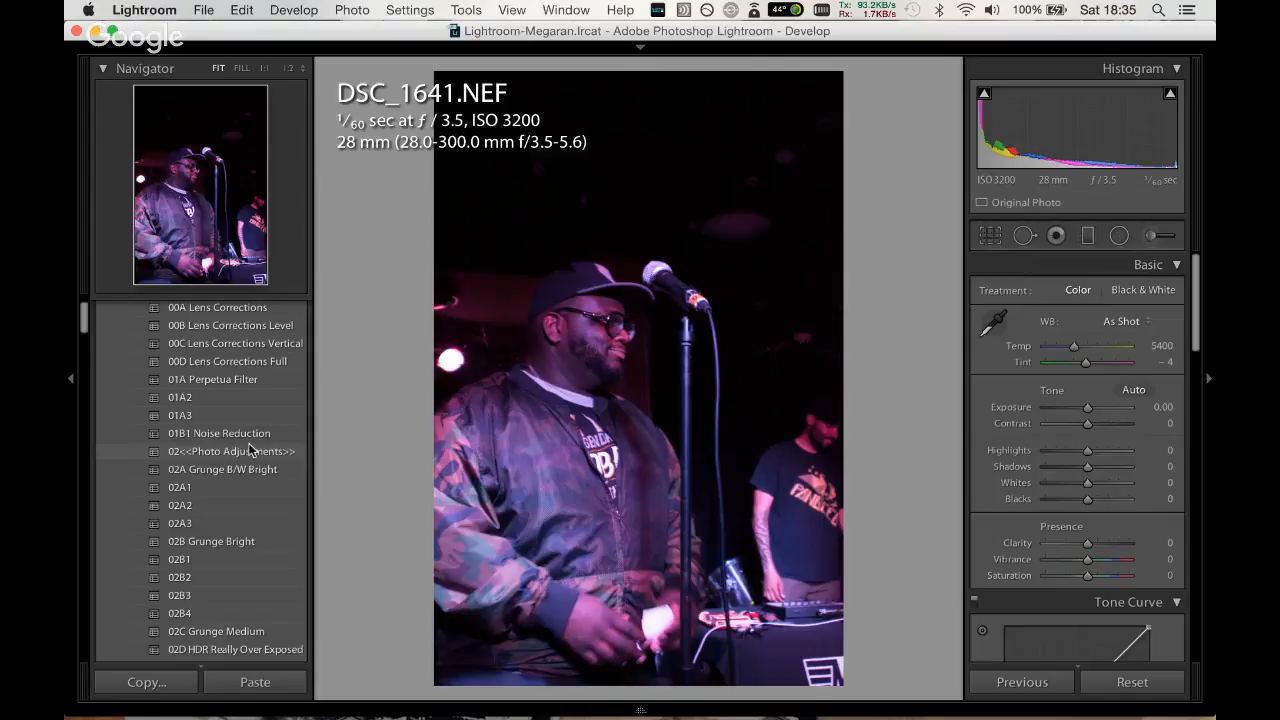 Lightroom File Edit Develop Photo Settings Tools View Window Help 44° Tx: 93.2KB/s Rx: 1.7KB/s 100% Sat 18:35
Google
Lightroom-Megaran.lrcat - Adobe Photoshop Lightroom - Develop
Navigator FIT FILL 1:1 1:2
DSC_1641.NEF
1/60 sec at ƒ / 3.5, ISO 3200
28 mm (28.0-300.0 mm f/3.5-5.6)
00A Lens Corrections
00B Lens Corrections Level
00C Lens Corrections Vertical
00D Lens Corrections Full
01A Perpetua Filter
01A2
01A3
01B1 Noise Reduction
02<<Photo Adjustments>>
02A Grunge B/W Bright
02A1
02A2
02A3
02B Grunge Bright
02B1
02B2
02B3
02B4
02C Grunge Medium
02D HDR Really Over Exposed
Copy... Paste
Histogram
ISO 3200 28 mm ƒ / 3.5 1/60 sec
Original Photo
Basic
Treatment : Color Black & White
WB: As Shot
Temp 5400
Tint – 4
Tone Auto
Exposure 0.00
Contrast 0
Highlights 0
Shadows 0
Whites 0
Blacks 0
Presence
Clarity 0
Vibrance 0
Saturation 0
Tone Curve
Previous Reset